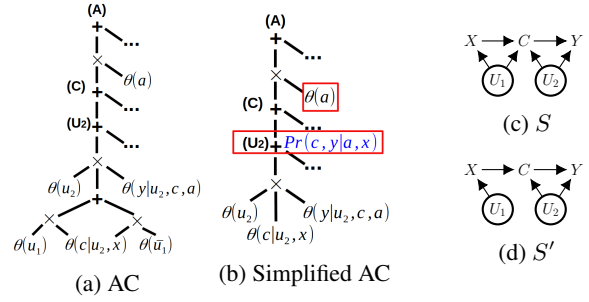 (A)
+
...
×
θ(a)
(C)
+
...
(U₂)
+
...
×
θ(u₂)
θ(y|u₂,c,a)
+
×
×
θ(u₁)
θ(c|u₂,x)
θ(ū₁)
(a) AC
(A)
+
...
×
θ(a)
(C)
+
...
(U₂)
+
Pr(c,y|a,x)
...
×
θ(u₂)
θ(y|u₂,c,a)
θ(c|u₂,x)
(b) Simplified AC
X C Y
U₁ U₂
(c) S
X C Y
U₁ U₂
(d) S′